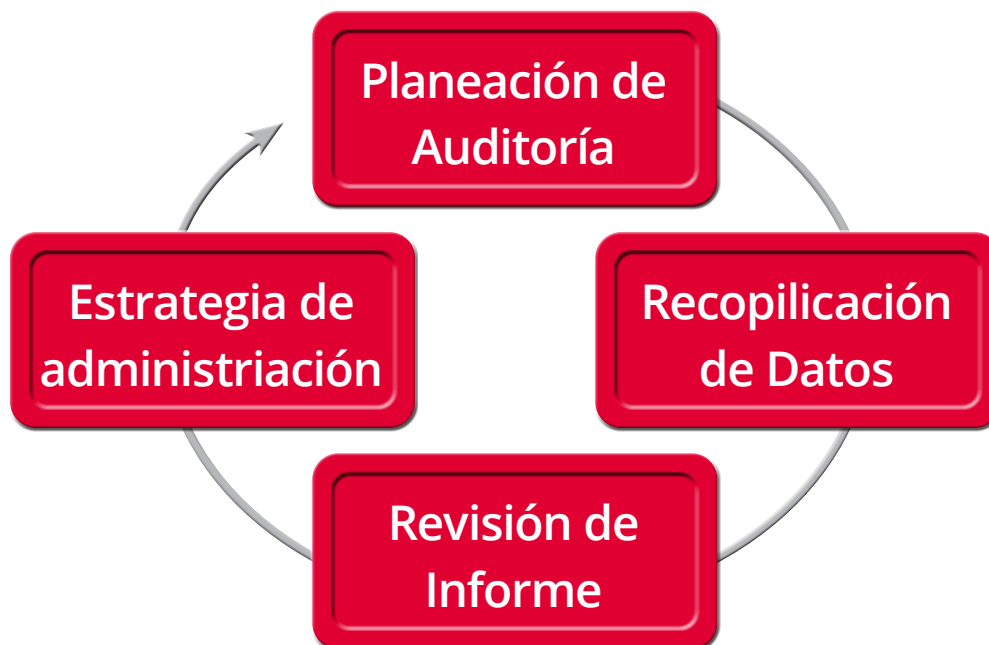 Planeación de
Auditoría
Recopilicación
de Datos
Revisión de
Informe
Estrategia de
administriación